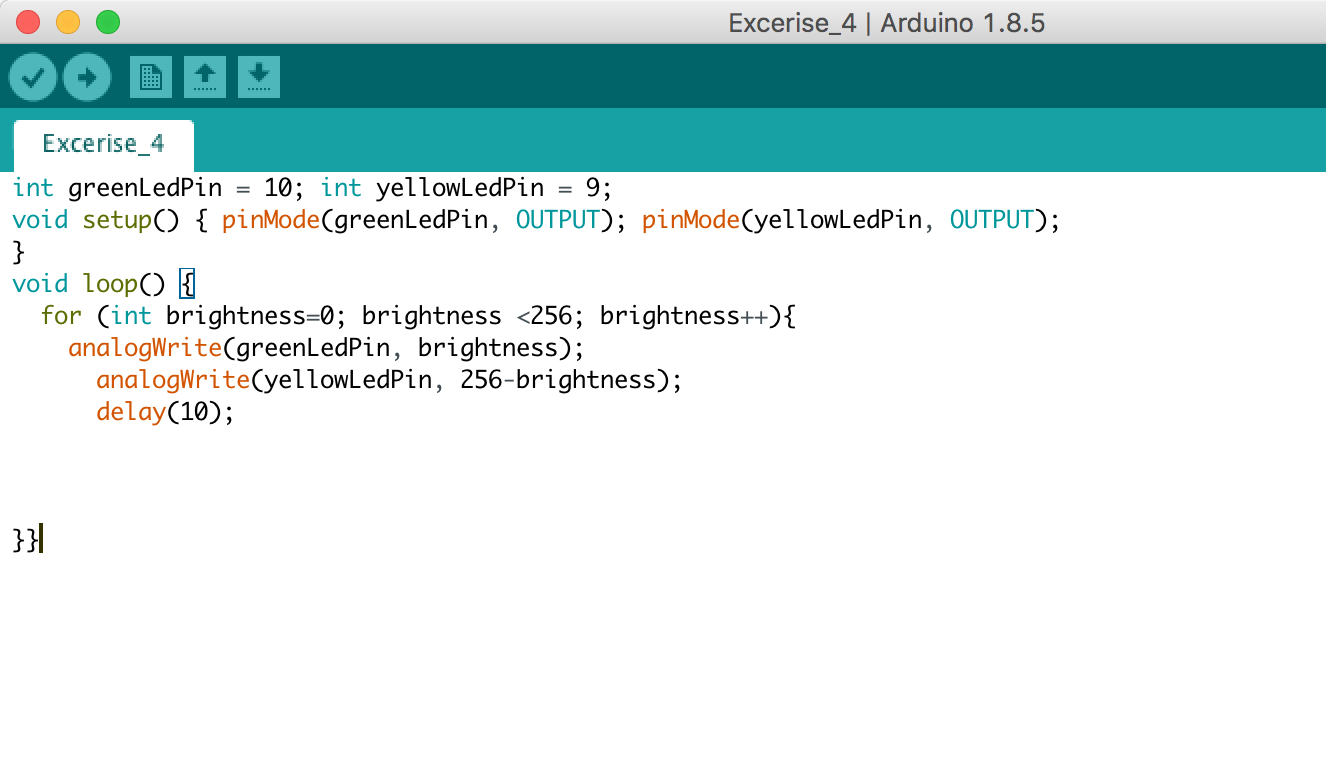 Excerise_4 | Arduino 1.8.5
Excerise_4
int greenLedPin = 10; int yellowLedPin = 9;
void setup() { pinMode(greenLedPin, OUTPUT); pinMode(yellowLedPin, OUTPUT);
}
void loop() {
  for (int brightness=0; brightness <256; brightness++){
    analogWrite(greenLedPin, brightness);
      analogWrite(yellowLedPin, 256-brightness);
      delay(10);
}}